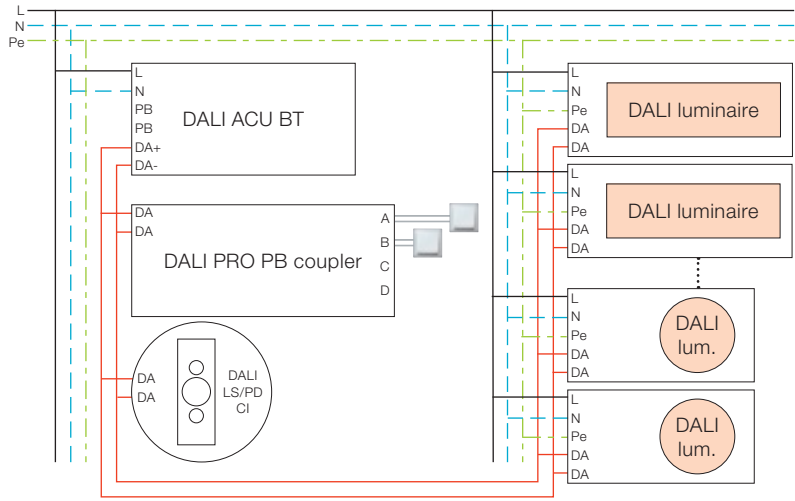 L
N
Pe
L
N
PB
PB
DA+
DA-
DALI ACU BT
DA
DA
DALI PRO PB coupler
A
B
C
D
DA
DA
DALI
LS/PD
CI
L
N
Pe
DA
DA
DALI luminaire
L
N
Pe
DA
DA
DALI luminaire
L
N
Pe
DA
DA
DALI
lum.
L
N
Pe
DA
DA
DALI
lum.